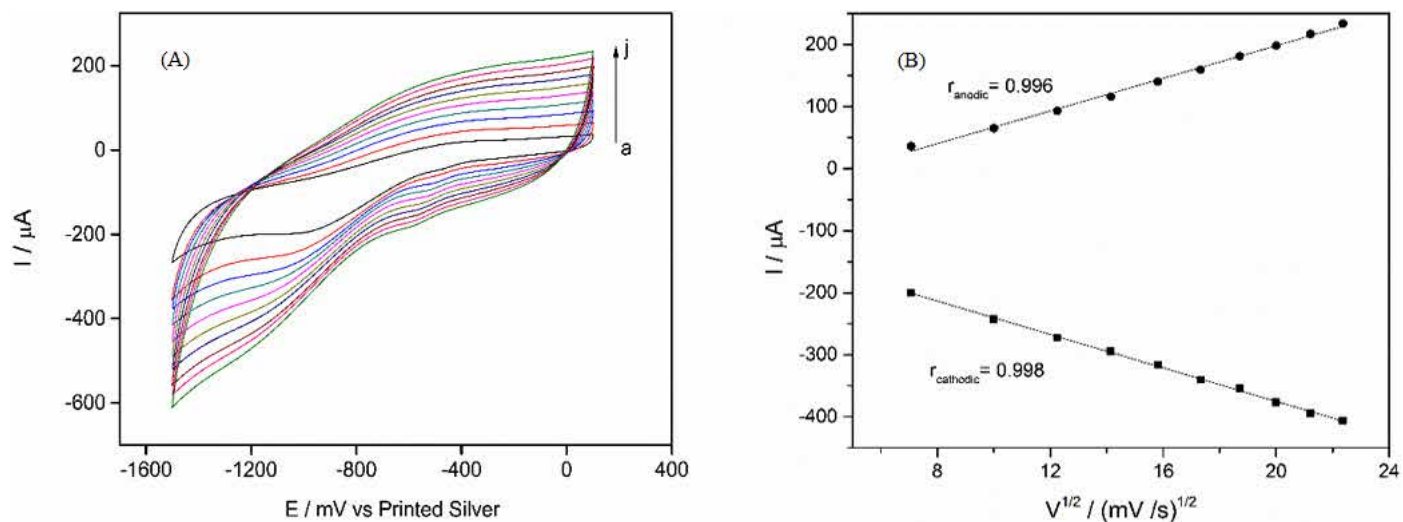 (A)
j
a
200
0
-200
-400
-600
I / µA
-1600
-1200
-800
-400
0
400
E / mV vs Printed Silver
(B)
r_anodic = 0.996
r_cathodic = 0.998
200
100
0
-100
-200
-300
-400
I / µA
8
12
16
20
24
V^1/2 / (mV /s)^1/2